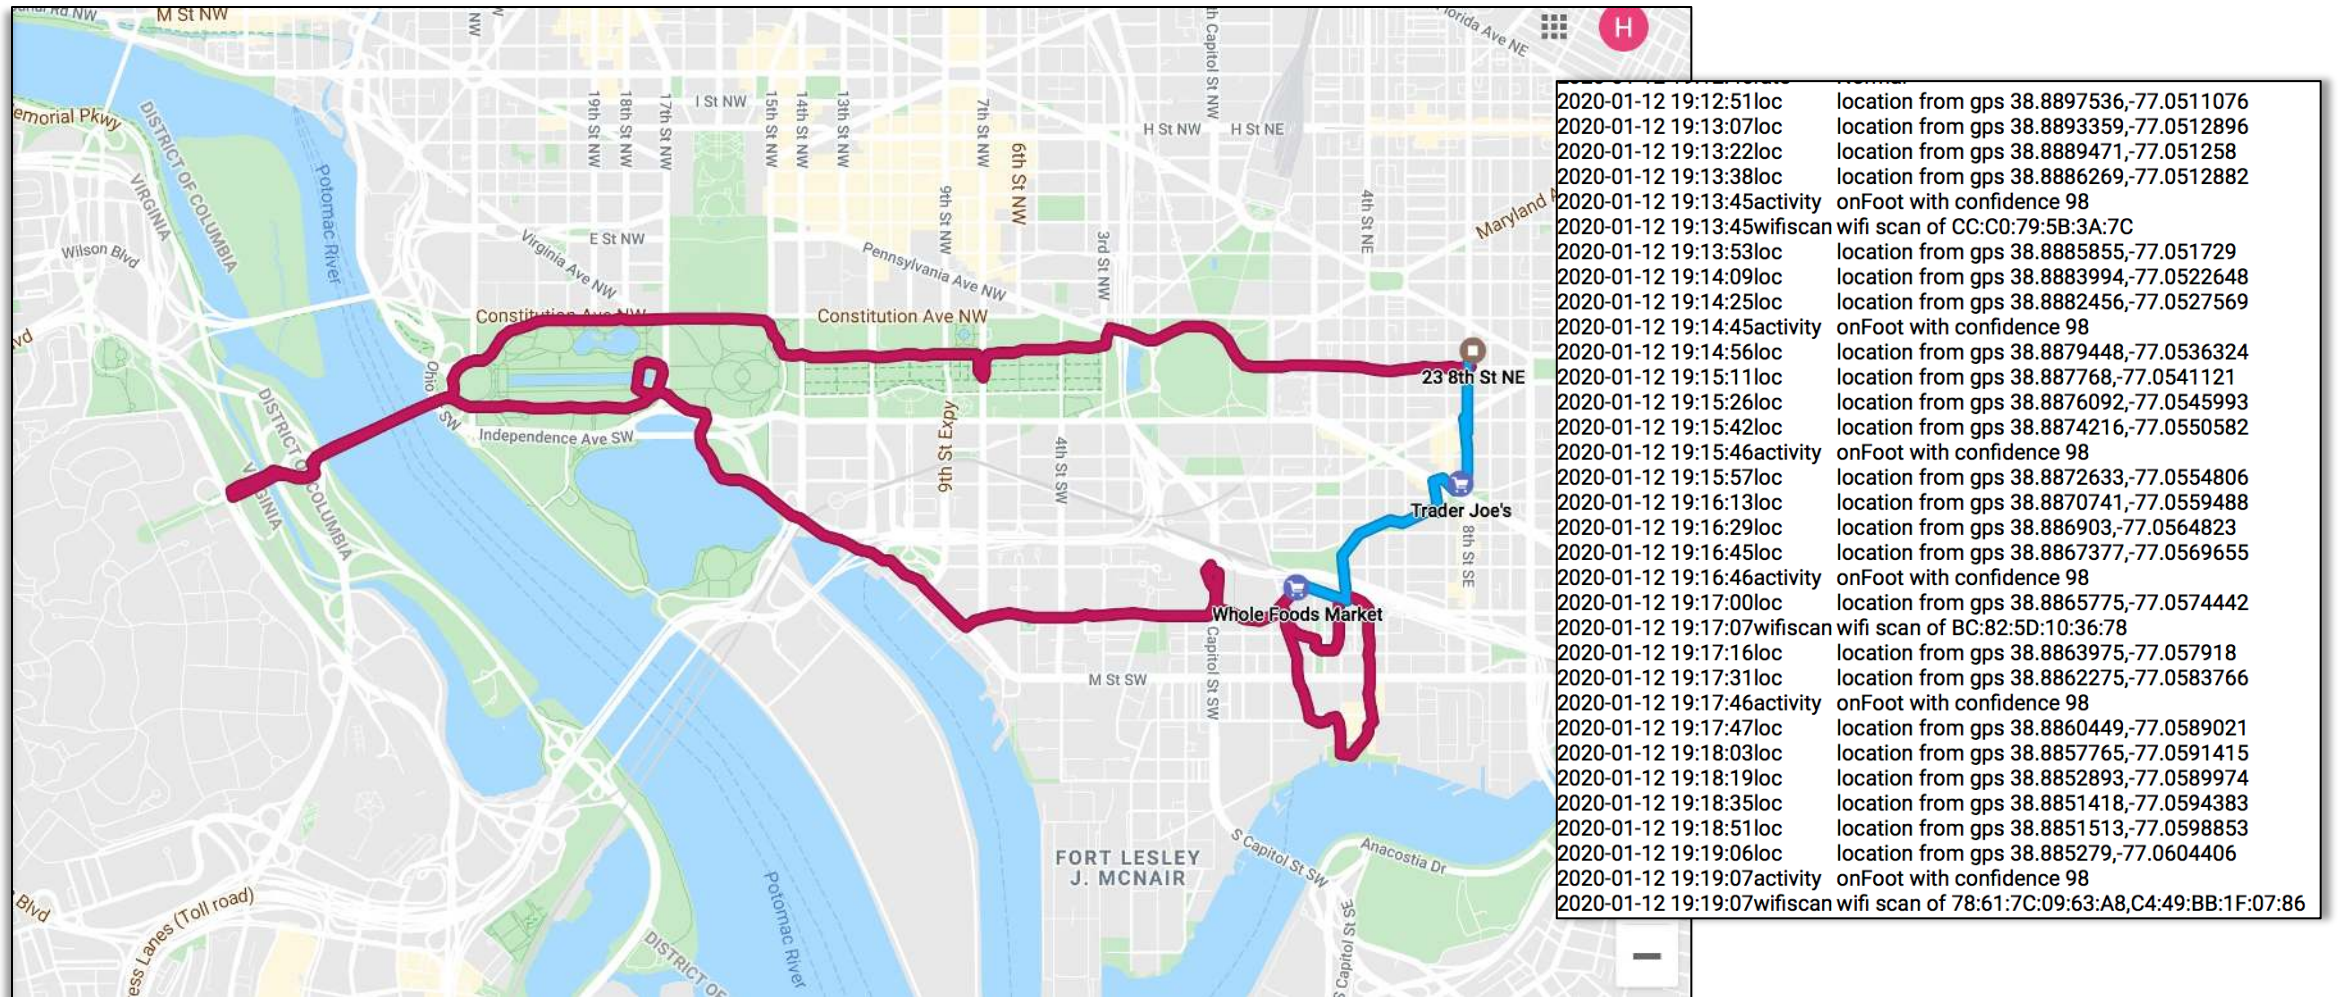 M St NW
NW
emorial Pkwy
DISTRICT OF COLUMBIA
VIRGINIA
Wilson Blvd
Potomac River
19th St NW
18th St NW
17th St NW
I St NW
15th St NW
14th St NW
13th St NW
7th St NW
6th St NW
9th St NW
h Capitol St NW
H St NW
H St NE
orida Ave NE
H
4th St NE
Maryland A
E St NW
Virginia Ave NW
Pennsylvania Ave NW
3rd St NW
Constitution Ave NW
Constitution Ave NW
vd
Ohio
SW
Independence Ave SW
23 8th St NE
DISTRICT OF COLUMBIA
VIRGINIA
9th St Expy
4th St SW
Trader Joe's
8th St SE
Whole Foods Market
M St SW
Capitol St SW
FORT LESLEY
J. MCNAIR
S Capitol St SW
Anacostia Dr
S Capitol St SE
Blvd
ess Lanes (Toll road)
Potomac River
DISTRICT OF
2020-01-12 19:12:51loc location from gps 38.8897536,-77.0511076
2020-01-12 19:13:07loc location from gps 38.8893359,-77.0512896
2020-01-12 19:13:22loc location from gps 38.8889471,-77.051258
2020-01-12 19:13:38loc location from gps 38.8886269,-77.0512882
2020-01-12 19:13:45activity onFoot with confidence 98
2020-01-12 19:13:45wifiscan wifi scan of CC:C0:79:5B:3A:7C
2020-01-12 19:13:53loc location from gps 38.8885855,-77.051729
2020-01-12 19:14:09loc location from gps 38.8883994,-77.0522648
2020-01-12 19:14:25loc location from gps 38.8882456,-77.0527569
2020-01-12 19:14:45activity onFoot with confidence 98
2020-01-12 19:14:56loc location from gps 38.8879448,-77.0536324
2020-01-12 19:15:11loc location from gps 38.887768,-77.0541121
2020-01-12 19:15:26loc location from gps 38.8876092,-77.0545993
2020-01-12 19:15:42loc location from gps 38.8874216,-77.0550582
2020-01-12 19:15:46activity onFoot with confidence 98
2020-01-12 19:15:57loc location from gps 38.8872633,-77.0554806
2020-01-12 19:16:13loc location from gps 38.8870741,-77.0559488
2020-01-12 19:16:29loc location from gps 38.886903,-77.0564823
2020-01-12 19:16:45loc location from gps 38.8867377,-77.0569655
2020-01-12 19:16:46activity onFoot with confidence 98
2020-01-12 19:17:00loc location from gps 38.8865775,-77.0574442
2020-01-12 19:17:07wifiscan wifi scan of BC:82:5D:10:36:78
2020-01-12 19:17:16loc location from gps 38.8863975,-77.057918
2020-01-12 19:17:31loc location from gps 38.8862275,-77.0583766
2020-01-12 19:17:46activity onFoot with confidence 98
2020-01-12 19:17:47loc location from gps 38.8860449,-77.0589021
2020-01-12 19:18:03loc location from gps 38.8857765,-77.0591415
2020-01-12 19:18:19loc location from gps 38.8852893,-77.0589974
2020-01-12 19:18:35loc location from gps 38.8851418,-77.0594383
2020-01-12 19:18:51loc location from gps 38.8851513,-77.0598853
2020-01-12 19:19:06loc location from gps 38.885279,-77.0604406
2020-01-12 19:19:07activity onFoot with confidence 98
2020-01-12 19:19:07wifiscan wifi scan of 78:61:7C:09:63:A8,C4:49:BB:1F:07:86